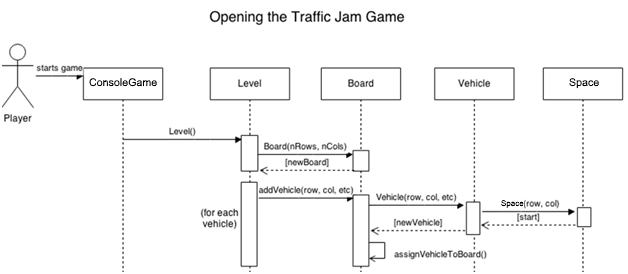 Opening the Traffic Jam Game
starts game
Player
ConsoleGame
Level
Board
Vehicle
Space
Level()
Board(nRows, nCols)
[newBoard]
(for each
vehicle)
addVehicle(row, col, etc)
Vehicle(row, col, etc)
Space(row, col)
[start]
[newVehicle]
assignVehicleToBoard()